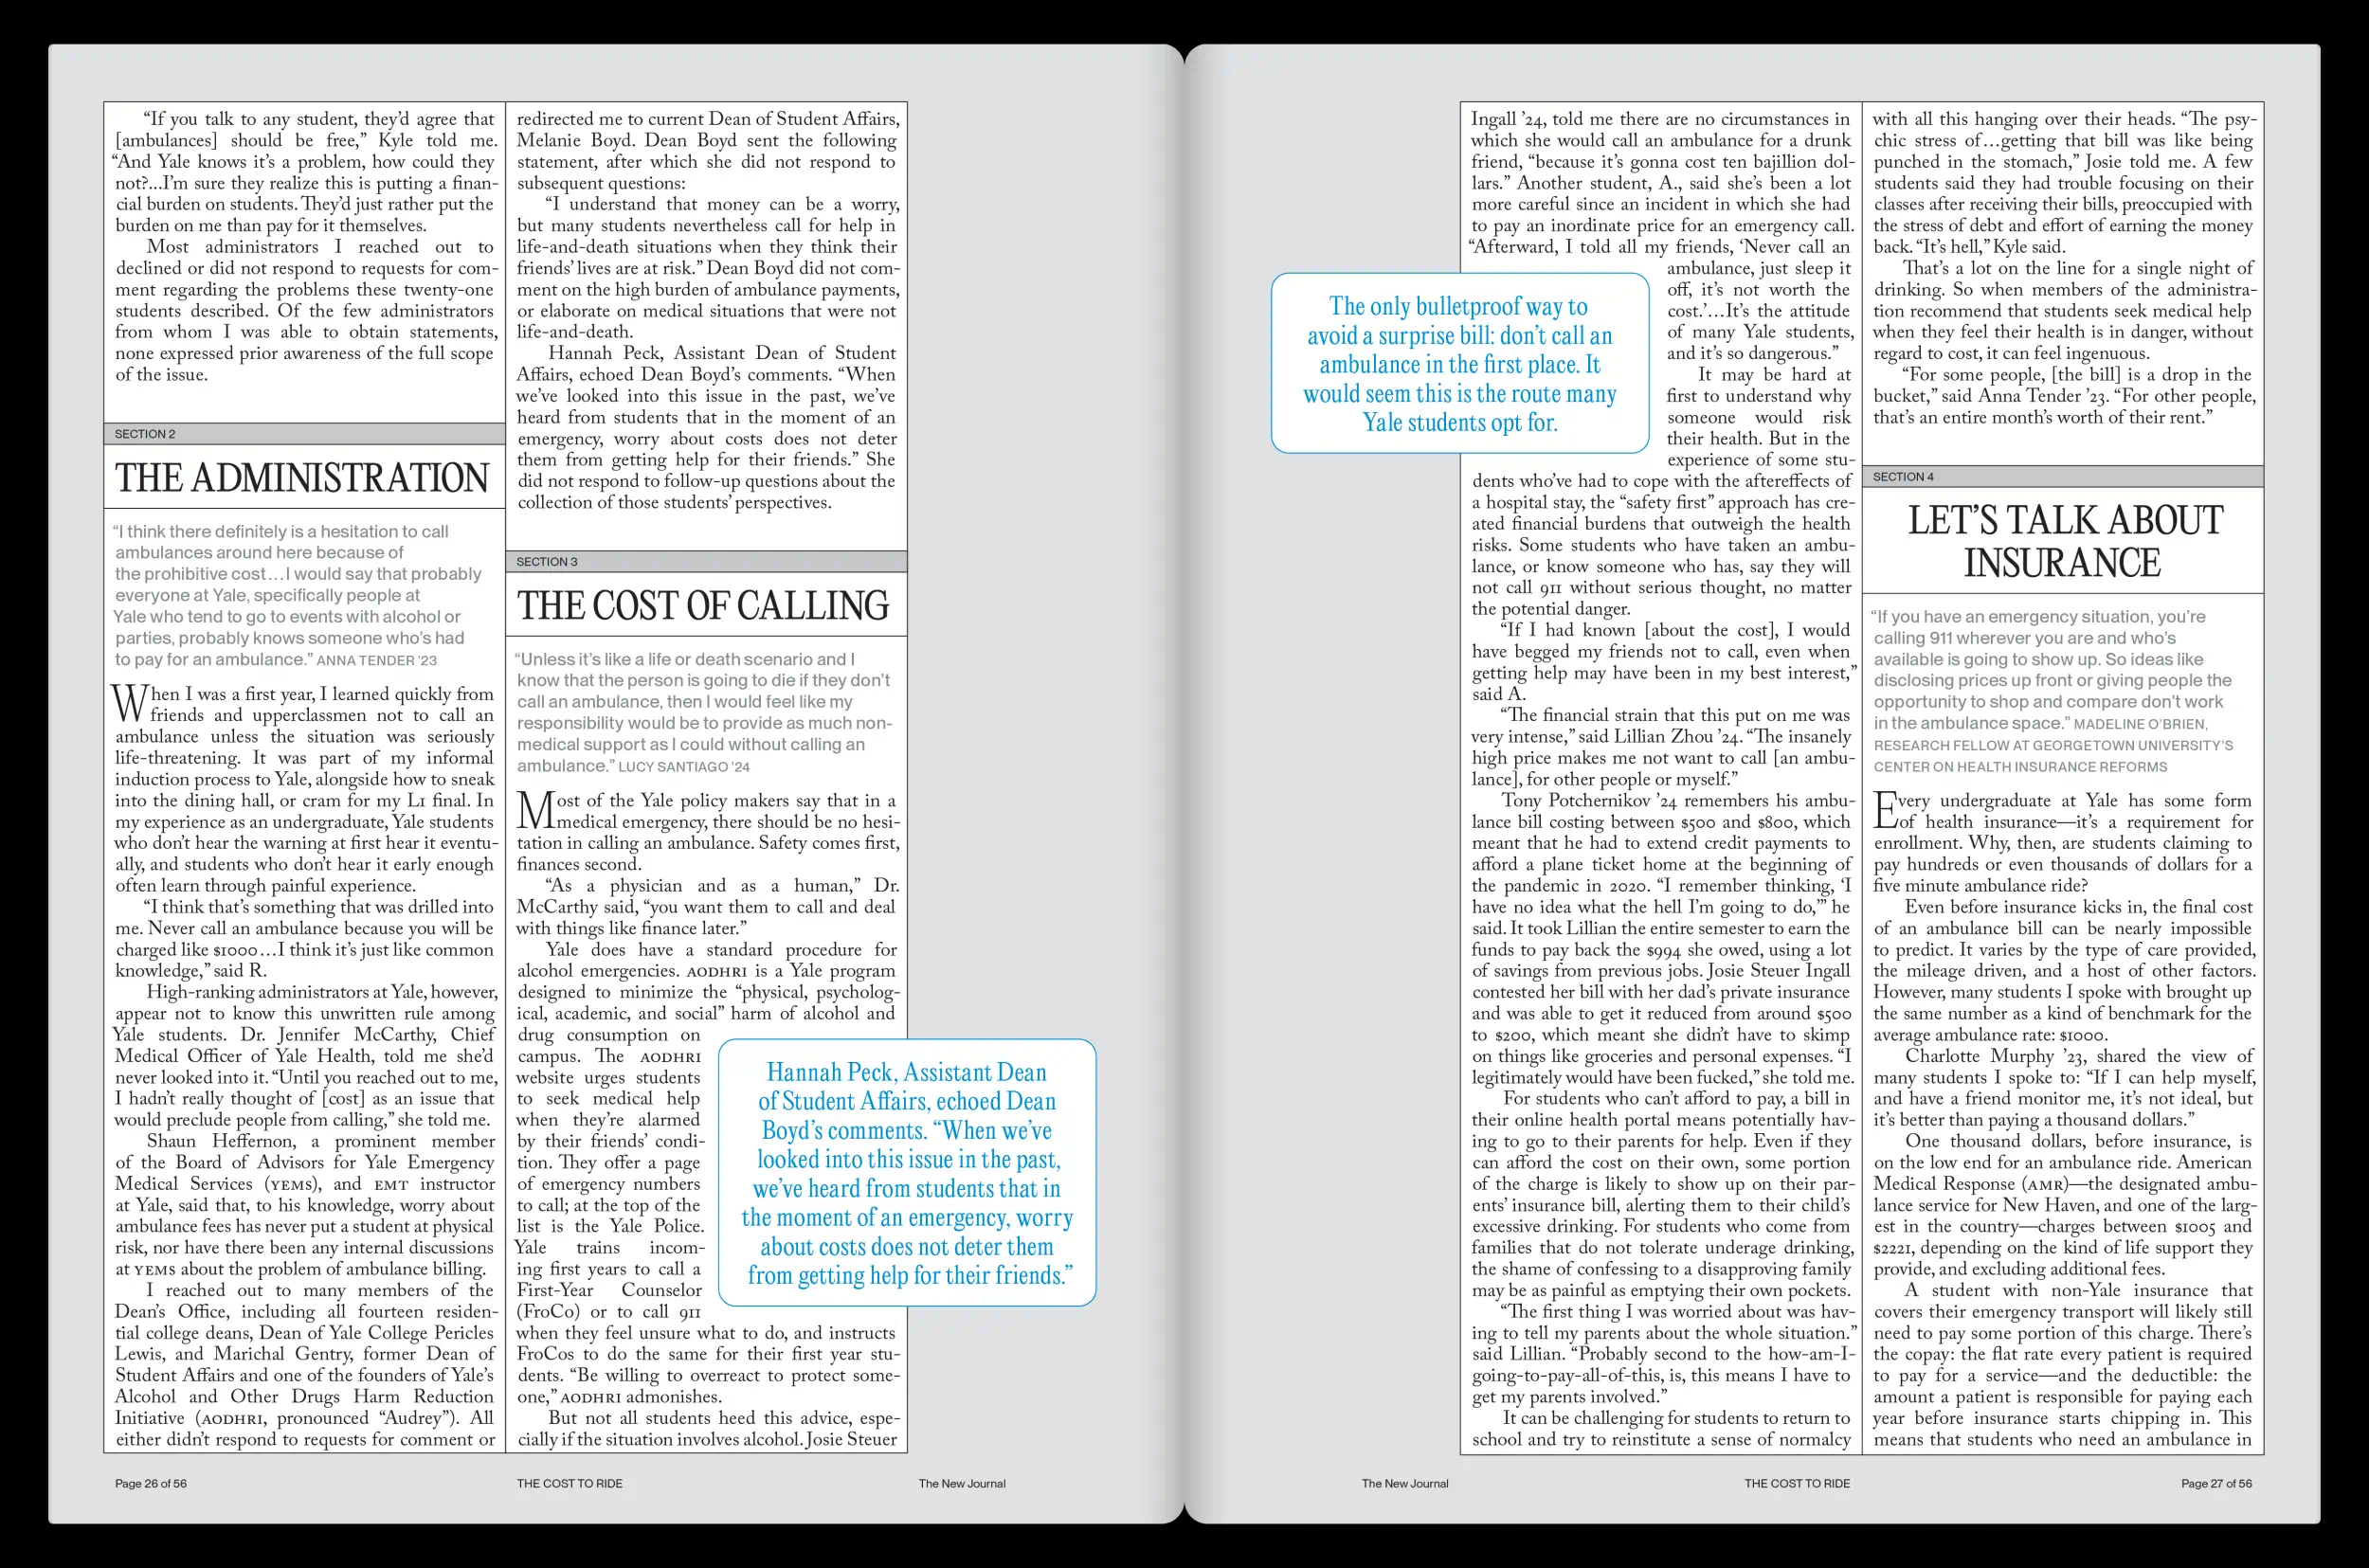 “If you talk to any student, they’d agree that
[ambulances] should be free,” Kyle told me.
“And Yale knows it’s a problem, how could they
not?...I’m sure they realize this is putting a finan-
cial burden on students. They’d just rather put the
burden on me than pay for it themselves.
Most administrators I reached out to
declined or did not respond to requests for com-
ment regarding the problems these twenty-one
students described. Of the few administrators
from whom I was able to obtain statements,
none expressed prior awareness of the full scope
of the issue.
SECTION 2
THE ADMINISTRATION
“I think there definitely is a hesitation to call
ambulances around here because of
the prohibitive cost…I would say that probably
everyone at Yale, specifically people at
Yale who tend to go to events with alcohol or
parties, probably knows someone who’s had
to pay for an ambulance.” ANNA TENDER ’23
When I was a first year, I learned quickly from
friends and upperclassmen not to call an
ambulance unless the situation was seriously
life-threatening. It was part of my informal
induction process to Yale, alongside how to sneak
into the dining hall, or cram for my L1 final. In
my experience as an undergraduate, Yale students
who don’t hear the warning at first hear it eventu-
ally, and students who don’t hear it early enough
often learn through painful experience.
“I think that’s something that was drilled into
me. Never call an ambulance because you will be
charged like $1000…I think it’s just like common
knowledge,” said R.
High-ranking administrators at Yale, however,
appear not to know this unwritten rule among
Yale students. Dr. Jennifer McCarthy, Chief
Medical Officer of Yale Health, told me she’d
never looked into it. “Until you reached out to me,
I hadn’t really thought of [cost] as an issue that
would preclude people from calling,” she told me.
Shaun Heffernon, a prominent member
of the Board of Advisors for Yale Emergency
Medical Services (YEMS), and EMT instructor
at Yale, said that, to his knowledge, worry about
ambulance fees has never put a student at physical
risk, nor have there been any internal discussions
at YEMS about the problem of ambulance billing.
I reached out to many members of the
Dean’s Office, including all fourteen residen-
tial college deans, Dean of Yale College Pericles
Lewis, and Marichal Gentry, former Dean of
Student Affairs and one of the founders of Yale’s
Alcohol and Other Drugs Harm Reduction
Initiative (AODHRI, pronounced “Audrey”). All
either didn’t respond to requests for comment or
redirected me to current Dean of Student Affairs,
Melanie Boyd. Dean Boyd sent the following
statement, after which she did not respond to
subsequent questions:
“I understand that money can be a worry,
but many students nevertheless call for help in
life-and-death situations when they think their
friends’ lives are at risk.” Dean Boyd did not com-
ment on the high burden of ambulance payments,
or elaborate on medical situations that were not
life-and-death.
Hannah Peck, Assistant Dean of Student
Affairs, echoed Dean Boyd’s comments. “When
we’ve looked into this issue in the past, we’ve
heard from students that in the moment of an
emergency, worry about costs does not deter
them from getting help for their friends.” She
did not respond to follow-up questions about the
collection of those students’ perspectives.
SECTION 3
THE COST OF CALLING
“Unless it’s like a life or death scenario and I
know that the person is going to die if they don’t
call an ambulance, then I would feel like my
responsibility would be to provide as much non-
medical support as I could without calling an
ambulance.” LUCY SANTIAGO ’24
Most of the Yale policy makers say that in a
medical emergency, there should be no hesi-
tation in calling an ambulance. Safety comes first,
finances second.
“As a physician and as a human,” Dr.
McCarthy said, “you want them to call and deal
with things like finance later.”
Yale does have a standard procedure for
alcohol emergencies. AODHRI is a Yale program
designed to minimize the “physical, psycholog-
ical, academic, and social” harm of alcohol and
drug consumption on
campus. The AODHRI
website urges students
to seek medical help
when they’re alarmed
by their friends’ condi-
tion. They offer a page
of emergency numbers
to call; at the top of the
list is the Yale Police.
Yale trains incom-
ing first years to call a
First-Year Counselor
(FroCo) or to call 911
when they feel unsure what to do, and instructs
FroCos to do the same for their first year stu-
dents. “Be willing to overreact to protect some-
one,” AODHRI admonishes.
But not all students heed this advice, espe-
cially if the situation involves alcohol. Josie Steuer
Hannah Peck, Assistant Dean
of Student Affairs, echoed Dean
Boyd’s comments. “When we’ve
looked into this issue in the past,
we’ve heard from students that in
the moment of an emergency, worry
about costs does not deter them
from getting help for their friends.”
Page 26 of 56
THE COST TO RIDE
The New Journal
Ingall ’24, told me there are no circumstances in
which she would call an ambulance for a drunk
friend, “because it’s gonna cost ten bajillion dol-
lars.” Another student, A., said she’s been a lot
more careful since an incident in which she had
to pay an inordinate price for an emergency call.
“Afterward, I told all my friends, ‘Never call an
ambulance, just sleep it
off, it’s not worth the
cost.’…It’s the attitude
of many Yale students,
and it’s so dangerous.”
It may be hard at
first to understand why
someone would risk
their health. But in the
experience of some stu-
dents who’ve had to cope with the aftereffects of
a hospital stay, the “safety first” approach has cre-
ated financial burdens that outweigh the health
risks. Some students who have taken an ambu-
lance, or know someone who has, say they will
not call 911 without serious thought, no matter
the potential danger.
“If I had known [about the cost], I would
have begged my friends not to call, even when
getting help may have been in my best interest,”
said A.
“The financial strain that this put on me was
very intense,” said Lillian Zhou ’24. “The insanely
high price makes me not want to call [an ambu-
lance], for other people or myself.”
Tony Potchernikov ’24 remembers his ambu-
lance bill costing between $500 and $800, which
meant that he had to extend credit payments to
afford a plane ticket home at the beginning of
the pandemic in 2020. “I remember thinking, ‘I
have no idea what the hell I’m going to do,’” he
said. It took Lillian the entire semester to earn the
funds to pay back the $994 she owed, using a lot
of savings from previous jobs. Josie Steuer Ingall
contested her bill with her dad’s private insurance
and was able to get it reduced from around $500
to $200, which meant she didn’t have to skimp
on things like groceries and personal expenses. “I
legitimately would have been fucked,” she told me.
For students who can’t afford to pay, a bill in
their online health portal means potentially hav-
ing to go to their parents for help. Even if they
can afford the cost on their own, some portion
of the charge is likely to show up on their par-
ents’ insurance bill, alerting them to their child’s
excessive drinking. For students who come from
families that do not tolerate underage drinking,
the shame of confessing to a disapproving family
may be as painful as emptying their own pockets.
“The first thing I was worried about was hav-
ing to tell my parents about the whole situation.”
said Lillian. “Probably second to the how-am-I-
going-to-pay-all-of-this, is, this means I have to
get my parents involved.”
It can be challenging for students to return to
school and try to reinstitute a sense of normalcy
The only bulletproof way to
avoid a surprise bill: don’t call an
ambulance in the first place. It
would seem this is the route many
Yale students opt for.
with all this hanging over their heads. “The psy-
chic stress of…getting that bill was like being
punched in the stomach,” Josie told me. A few
students said they had trouble focusing on their
classes after receiving their bills, preoccupied with
the stress of debt and effort of earning the money
back. “It’s hell,” Kyle said.
That’s a lot on the line for a single night of
drinking. So when members of the administra-
tion recommend that students seek medical help
when they feel their health is in danger, without
regard to cost, it can feel ingenuous.
“For some people, [the bill] is a drop in the
bucket,” said Anna Tender ’23. “For other people,
that’s an entire month’s worth of their rent.”
SECTION 4
LET’S TALK ABOUT
INSURANCE
“If you have an emergency situation, you’re
calling 911 wherever you are and who’s
available is going to show up. So ideas like
disclosing prices up front or giving people the
opportunity to shop and compare don’t work
in the ambulance space.” MADELINE O’BRIEN,
RESEARCH FELLOW AT GEORGETOWN UNIVERSITY’S
CENTER ON HEALTH INSURANCE REFORMS
Every undergraduate at Yale has some form
of health insurance—it’s a requirement for
enrollment. Why, then, are students claiming to
pay hundreds or even thousands of dollars for a
five minute ambulance ride?
Even before insurance kicks in, the final cost
of an ambulance bill can be nearly impossible
to predict. It varies by the type of care provided,
the mileage driven, and a host of other factors.
However, many students I spoke with brought up
the same number as a kind of benchmark for the
average ambulance rate: $1000.
Charlotte Murphy ’23, shared the view of
many students I spoke to: “If I can help myself,
and have a friend monitor me, it’s not ideal, but
it’s better than paying a thousand dollars.”
One thousand dollars, before insurance, is
on the low end for an ambulance ride. American
Medical Response (AMR)—the designated ambu-
lance service for New Haven, and one of the larg-
est in the country—charges between $1005 and
$2221, depending on the kind of life support they
provide, and excluding additional fees.
A student with non-Yale insurance that
covers their emergency transport will likely still
need to pay some portion of this charge. There’s
the copay: the flat rate every patient is required
to pay for a service—and the deductible: the
amount a patient is responsible for paying each
year before insurance starts chipping in. This
means that students who need an ambulance in
The New Journal
THE COST TO RIDE
Page 27 of 56